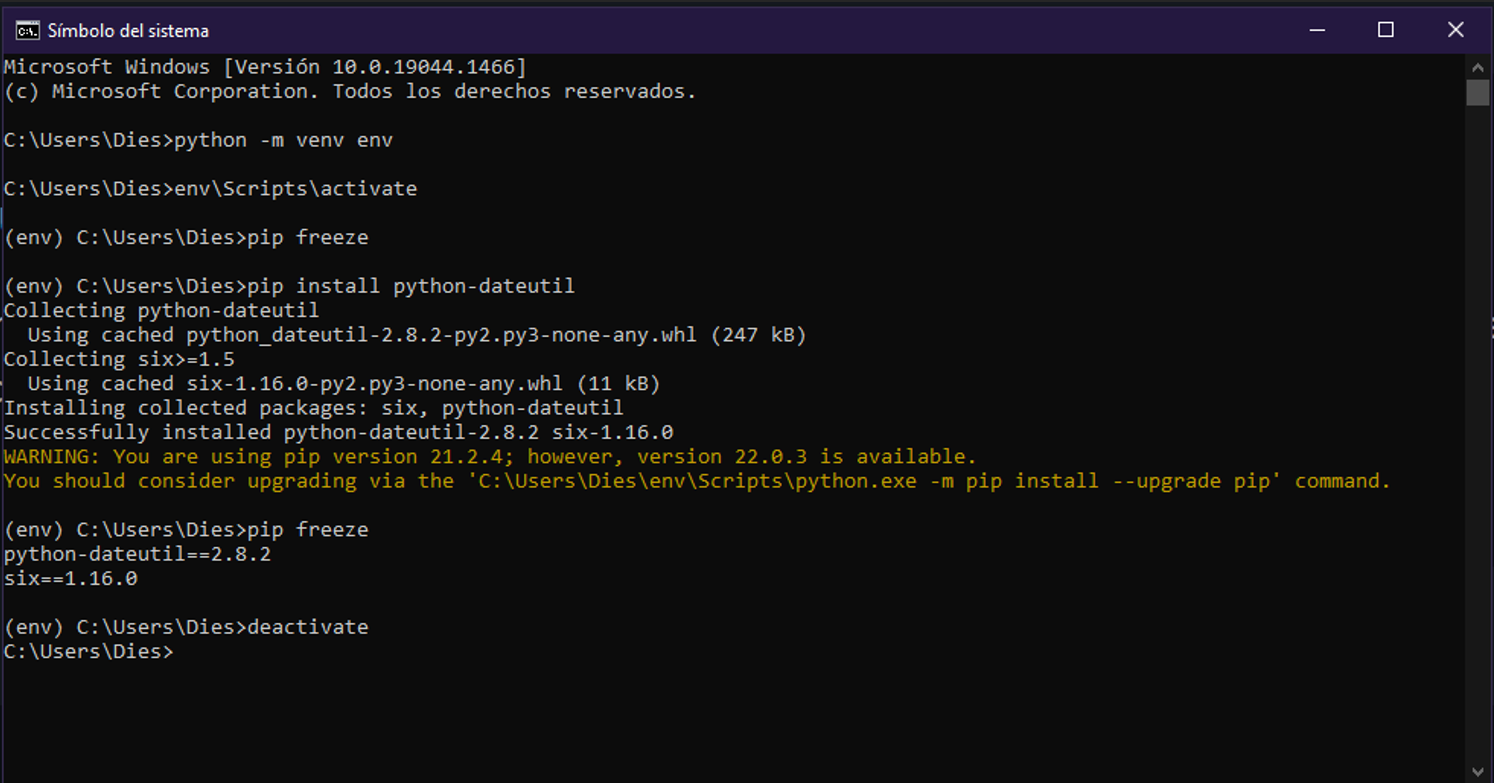 Símbolo del sistema
Microsoft Windows [Versión 10.0.19044.1466]
(c) Microsoft Corporation. Todos los derechos reservados.
C:\Users\Dies>python -m venv env
C:\Users\Dies>env\Scripts\activate
(env) C:\Users\Dies>pip freeze
(env) C:\Users\Dies>pip install python-dateutil
Collecting python-dateutil
  Using cached python_dateutil-2.8.2-py2.py3-none-any.whl (247 kB)
Collecting six>=1.5
  Using cached six-1.16.0-py2.py3-none-any.whl (11 kB)
Installing collected packages: six, python-dateutil
Successfully installed python-dateutil-2.8.2 six-1.16.0
WARNING: You are using pip version 21.2.4; however, version 22.0.3 is available.
You should consider upgrading via the 'C:\Users\Dies\env\Scripts\python.exe -m pip install --upgrade pip' command.
(env) C:\Users\Dies>pip freeze
python-dateutil==2.8.2
six==1.16.0
(env) C:\Users\Dies>deactivate
C:\Users\Dies>